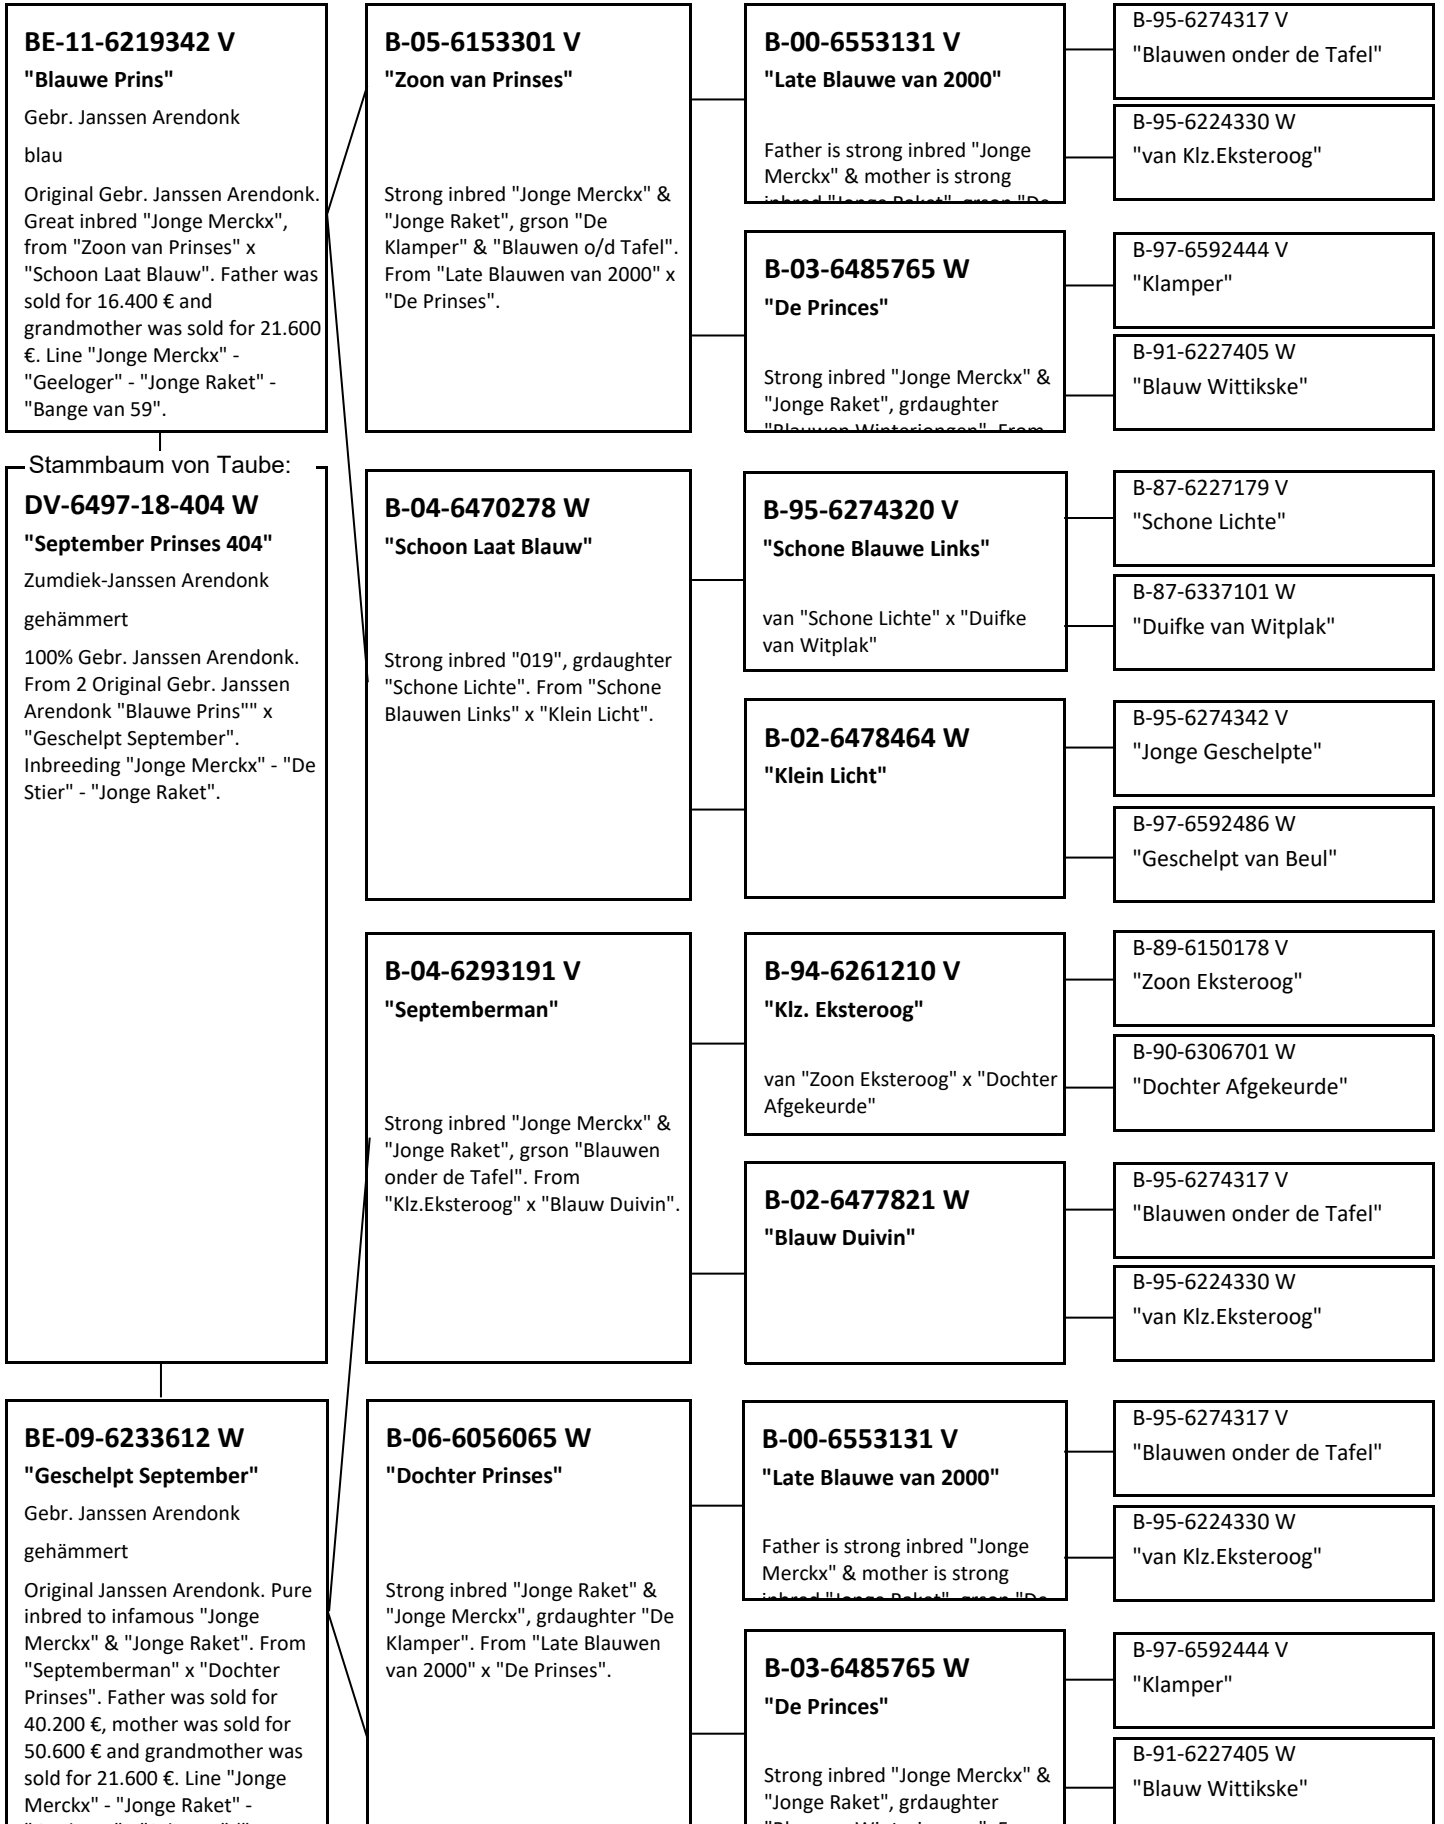 BE-11-6219342 V
"Blauwe Prins"
Gebr. Janssen Arendonk
blau
Original Gebr. Janssen Arendonk.
Great inbred "Jonge Merckx",
from "Zoon van Prinses" x
"Schoon Laat Blauw". Father was
sold for 16.400 € and
grandmother was sold for 21.600
€. Line "Jonge Merckx" -
"Geeloger" - "Jonge Raket" -
"Bange van 59".
Stammbaum von Taube:
DV-6497-18-404 W
"September Prinses 404"
Zumdiek-Janssen Arendonk
gehämmert
100% Gebr. Janssen Arendonk.
From 2 Original Gebr. Janssen
Arendonk "Blauwe Prins"" x
"Geschelpt September".
Inbreeding "Jonge Merckx" - "De
Stier" - "Jonge Raket".
BE-09-6233612 W
"Geschelpt September"
Gebr. Janssen Arendonk
gehämmert
Original Janssen Arendonk. Pure
inbred to infamous "Jonge
Merckx" & "Jonge Raket". From
"Septemberman" x "Dochter
Prinses". Father was sold for
40.200 €, mother was sold for
50.600 € and grandmother was
sold for 21.600 €. Line "Jonge
Merckx" - "Jonge Raket" -
B-05-6153301 V
"Zoon van Prinses"
Strong inbred "Jonge Merckx" &
"Jonge Raket", grson "De
Klamper" & "Blauwen o/d Tafel".
From "Late Blauwen van 2000" x
"De Prinses".
B-04-6470278 W
"Schoon Laat Blauw"
Strong inbred "019", grdaughter
"Schone Lichte". From "Schone
Blauwen Links" x "Klein Licht".
B-04-6293191 V
"Septemberman"
Strong inbred "Jonge Merckx" &
"Jonge Raket", grson "Blauwen
onder de Tafel". From
"Klz.Eksteroog" x "Blauw Duivin".
B-06-6056065 W
"Dochter Prinses"
Strong inbred "Jonge Raket" &
"Jonge Merckx", grdaughter "De
Klamper". From "Late Blauwen
van 2000" x "De Prinses".
B-00-6553131 V
"Late Blauwe van 2000"
Father is strong inbred "Jonge
Merckx" & mother is strong
inbred "Jonge Raket", grson "De
B-03-6485765 W
"De Princes"
Strong inbred "Jonge Merckx" &
"Jonge Raket", grdaughter
"Blauwen Winterjongen". From
B-95-6274320 V
"Schone Blauwe Links"
van "Schone Lichte" x "Duifke
van Witplak"
B-02-6478464 W
"Klein Licht"
B-94-6261210 V
"Klz. Eksteroog"
van "Zoon Eksteroog" x "Dochter
Afgekeurde"
B-02-6477821 W
"Blauw Duivin"
B-00-6553131 V
"Late Blauwe van 2000"
Father is strong inbred "Jonge
Merckx" & mother is strong
inbred "Jonge Raket", grson "De
B-03-6485765 W
"De Princes"
Strong inbred "Jonge Merckx" &
"Jonge Raket", grdaughter
B-95-6274317 V
"Blauwen onder de Tafel"
B-95-6224330 W
"van Klz.Eksteroog"
B-97-6592444 V
"Klamper"
B-91-6227405 W
"Blauw Wittikske"
B-87-6227179 V
"Schone Lichte"
B-87-6337101 W
"Duifke van Witplak"
B-95-6274342 V
"Jonge Geschelpte"
B-97-6592486 W
"Geschelpt van Beul"
B-89-6150178 V
"Zoon Eksteroog"
B-90-6306701 W
"Dochter Afgekeurde"
B-95-6274317 V
"Blauwen onder de Tafel"
B-95-6224330 W
"van Klz.Eksteroog"
B-95-6274317 V
"Blauwen onder de Tafel"
B-95-6224330 W
"van Klz.Eksteroog"
B-97-6592444 V
"Klamper"
B-91-6227405 W
"Blauw Wittikske"